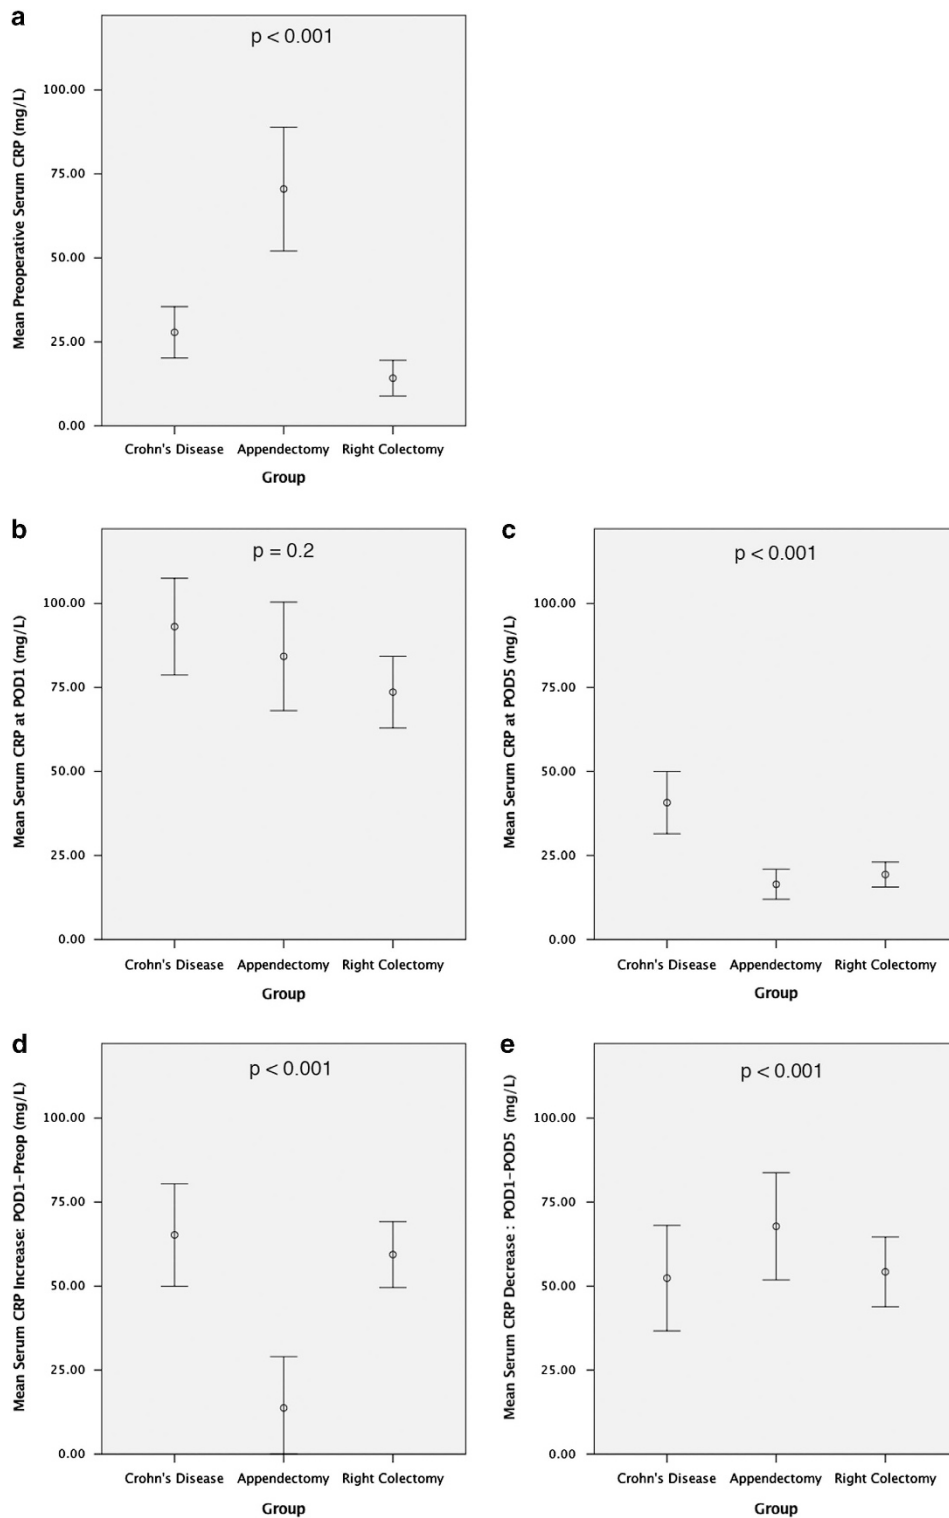 a
p < 0.001
Mean Preoperative Serum CRP (mg/L)
100.00
75.00
50.00
25.00
0.00
Crohn's Disease Appendectomy Right Colectomy
Group
b
p = 0.2
Mean Serum CRP at POD1 (mg/L)
100.00
75.00
50.00
25.00
0.00
Crohn's Disease Appendectomy Right Colectomy
Group
c
p < 0.001
Mean Serum CRP at POD5 (mg/L)
100.00
75.00
50.00
25.00
0.00
Crohn's Disease Appendectomy Right Colectomy
Group
d
p < 0.001
Mean Serum CRP Increase: POD1-Preop (mg/L)
100.00
75.00
50.00
25.00
0.00
Crohn's Disease Appendectomy Right Colectomy
Group
e
p < 0.001
Mean Serum CRP Decrease : POD1-POD5 (mg/L)
100.00
75.00
50.00
25.00
0.00
Crohn's Disease Appendectomy Right Colectomy
Group